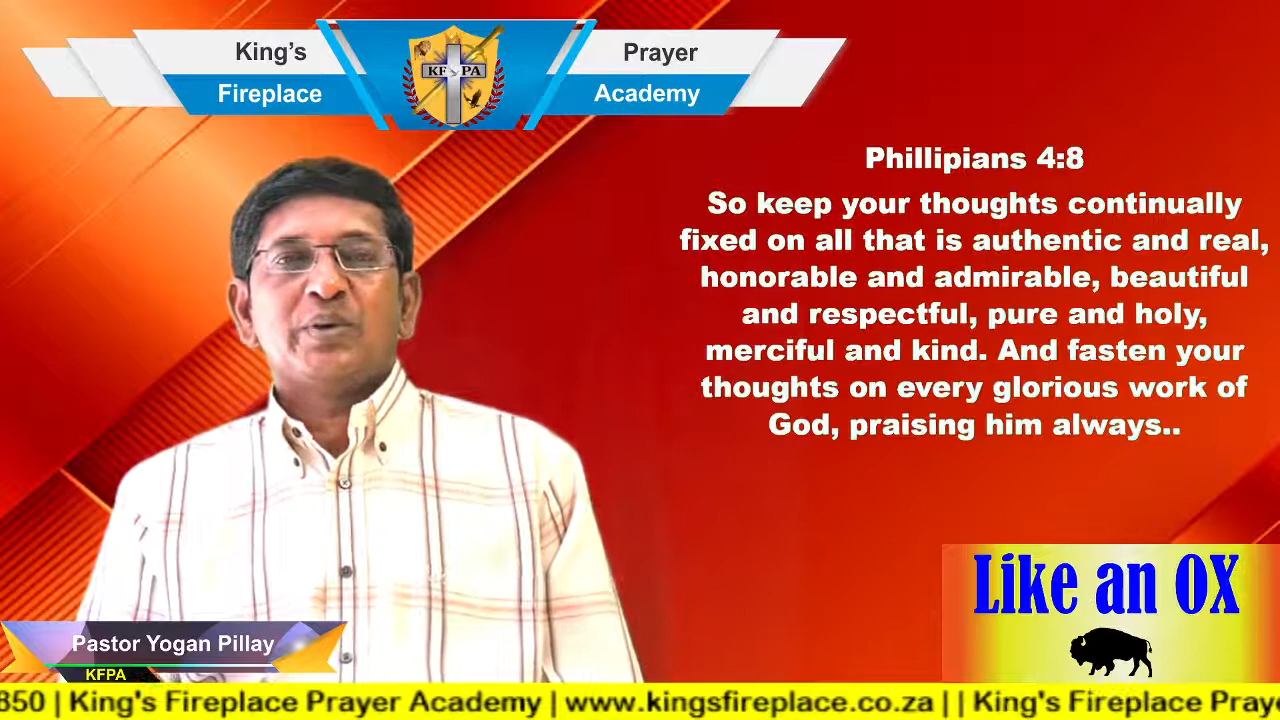 King's
Fireplace
KF PA
Prayer
Academy
Phillipians 4:8
So keep your thoughts continually
fixed on all that is authentic and real,
honorable and admirable, beautiful
and respectful, pure and holy,
merciful and kind. And fasten your
thoughts on every glorious work of
God, praising him always..
Like an OX
Pastor Yogan Pillay
KFPA
850 | King's Fireplace Prayer Academy | www.kingsfireplace.co.za | | King's Fireplace Praye